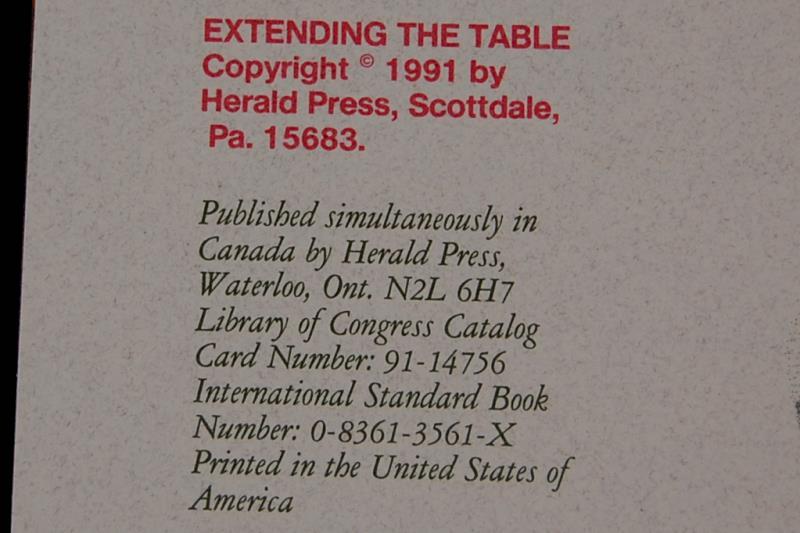 EXTENDING THE TABLE
Copyright © 1991 by
Herald Press, Scottdale,
Pa. 15683.
Published simultaneously in
Canada by Herald Press,
Waterloo, Ont. N2L 6H7
Library of Congress Catalog
Card Number: 91-14756
International Standard Book
Number: 0-8361-3561-X
Printed in the United States of
America